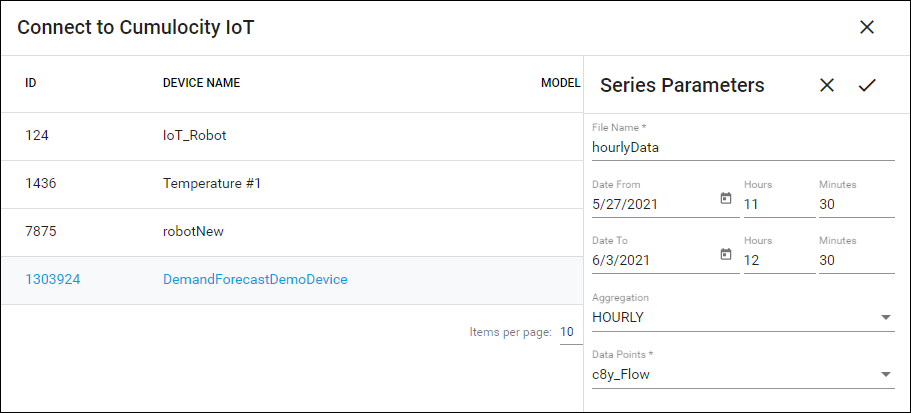 Connect to Cumulocity IoT
ID DEVICE NAME MODEL
124 IoT_Robot
1436 Temperature #1
7875 robotNew
1303924 DemandForecastDemoDevice
Items per page: 10
Series Parameters
File Name *
hourlyData
Date From Hours Minutes
5/27/2021 11 30
Date To Hours Minutes
6/3/2021 12 30
Aggregation
HOURLY
Data Points *
c8y_Flow